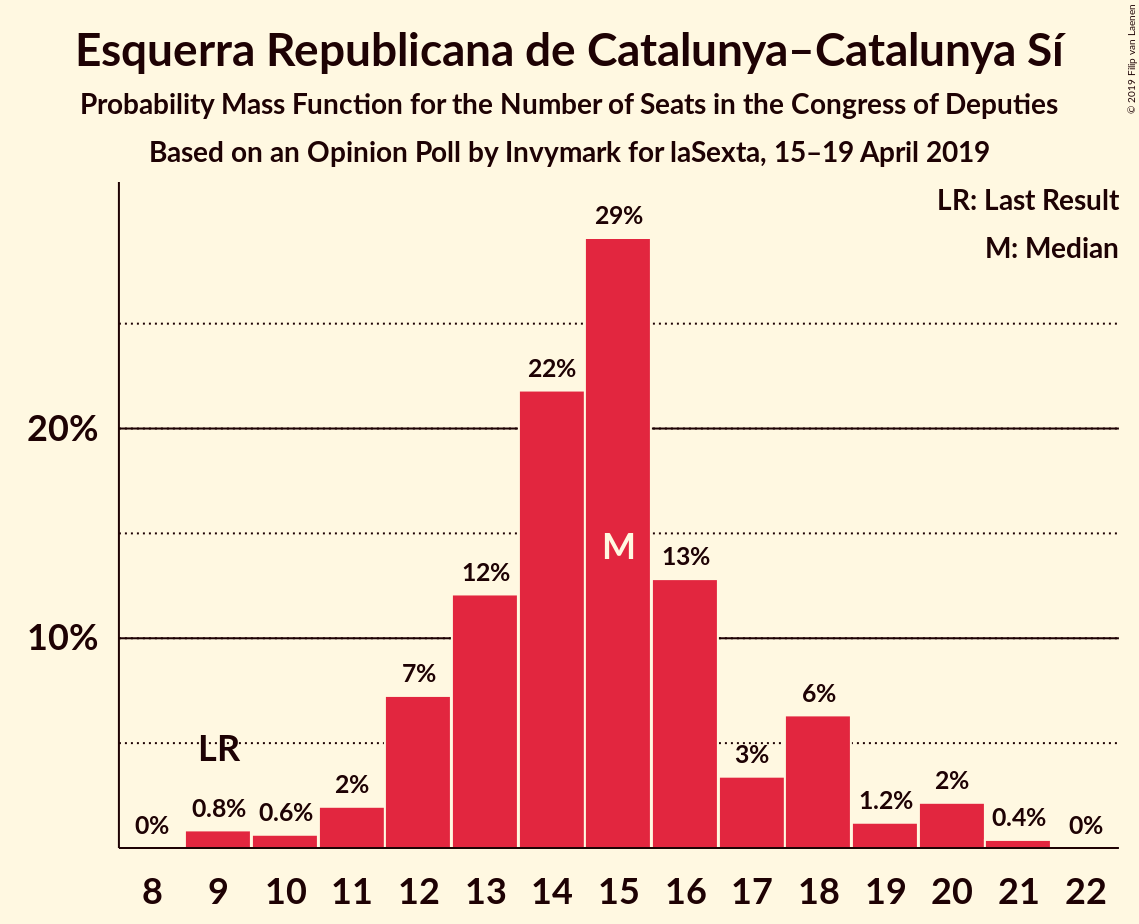 Esquerra Republicana de Catalunya–Catalunya Sí
Probability Mass Function for the Number of Seats in the Congress of Deputies
Based on an Opinion Poll by Invymark for laSexta, 15–19 April 2019
© 2019 Filip van Laenen
LR: Last Result
M: Median
20%
10%
0%
0.8%
0.6%
2%
7%
12%
22%
29%
13%
3%
6%
1.2%
2%
0.4%
0%
LR
M
8 9 10 11 12 13 14 15 16 17 18 19 20 21 22